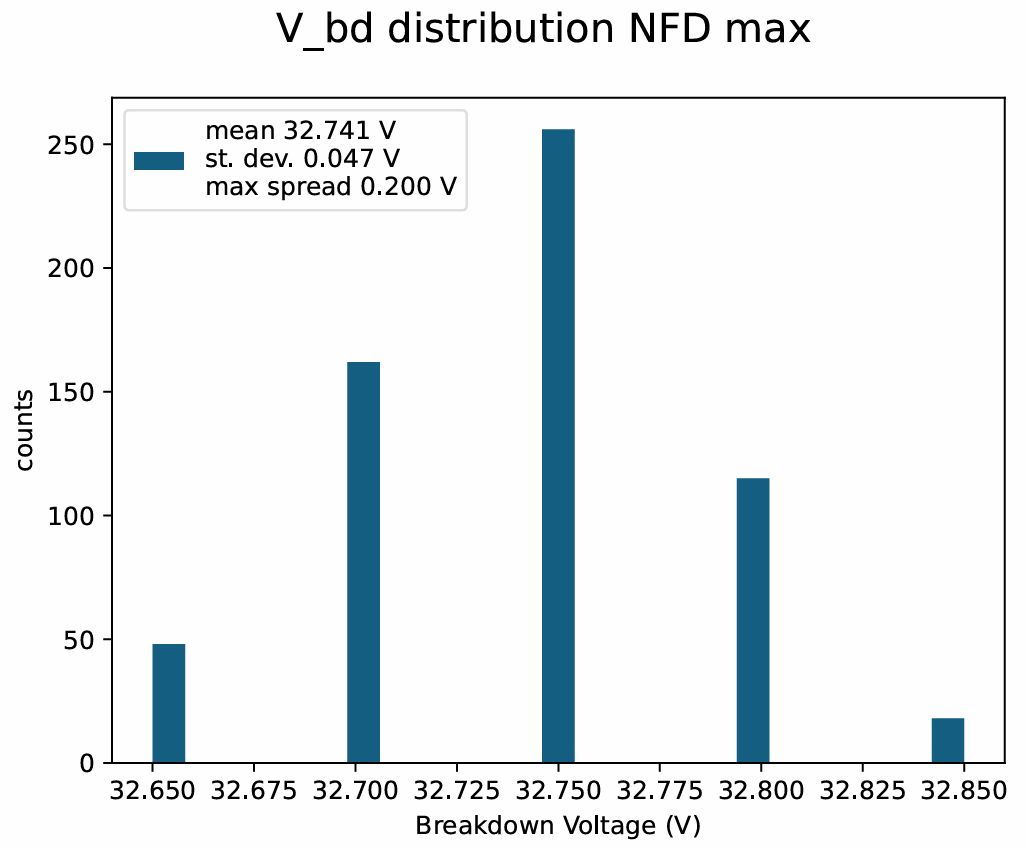 V_bd distribution NFD max
mean 32.741 V
st. dev. 0.047 V
max spread 0.200 V
250
200
150
100
50
0
counts
32.650 32.675 32.700 32.725 32.750 32.775 32.800 32.825 32.850
Breakdown Voltage (V)